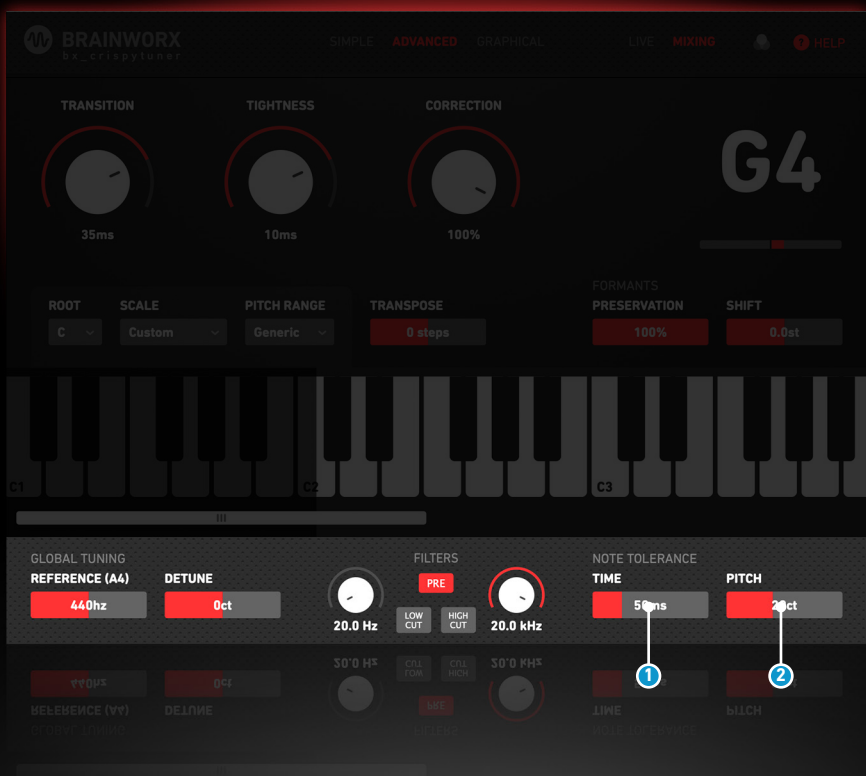 BRAINWORX
bx_crispytuner
SIMPLE ADVANCED GRAPHICAL
LIVE MIXING
? HELP
TRANSITION
TIGHTNESS
CORRECTION
35ms
10ms
100%
G4
FORMANTS
ROOT
SCALE
PITCH RANGE
TRANSPOSE
PRESERVATION
SHIFT
C
Custom
Generic
0 steps
100%
0.0st
C1
C2
C3
GLOBAL TUNING
REFERENCE (A4)
DETUNE
440hz
0ct
FILTERS
PRE
LOW
CUT
HIGH
CUT
20.0 Hz
20.0 kHz
NOTE TOLERANCE
TIME
PITCH
1
2